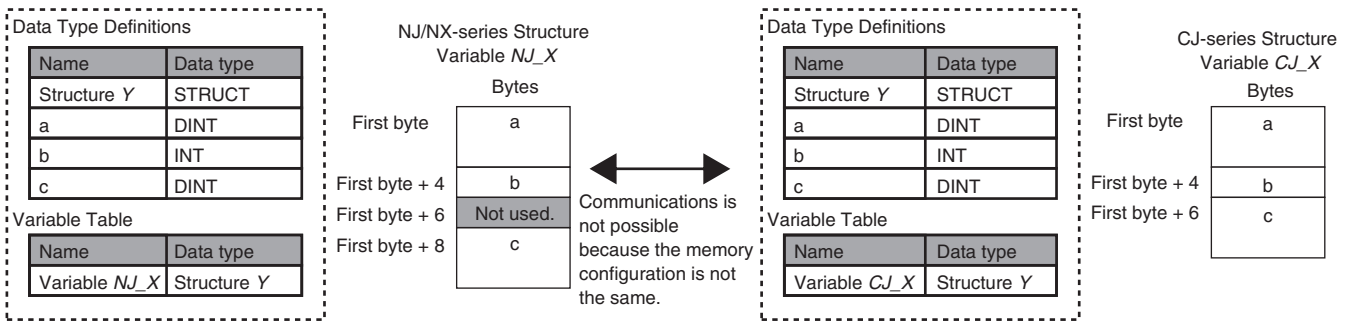 Data Type Definitions
Name Data type
Structure Y STRUCT
a DINT
b INT
c DINT
Variable Table
Name Data type
Variable NJ_X Structure Y
NJ/NX-series Structure
Variable NJ_X
Bytes
First byte a
First byte + 4 b
First byte + 6 Not used.
First byte + 8 c
Communications is
not possible
because the memory
configuration is not
the same.
Data Type Definitions
Name Data type
Structure Y STRUCT
a DINT
b INT
c DINT
Variable Table
Name Data type
Variable CJ_X Structure Y
CJ-series Structure
Variable CJ_X
Bytes
First byte a
First byte + 4 b
First byte + 6 c